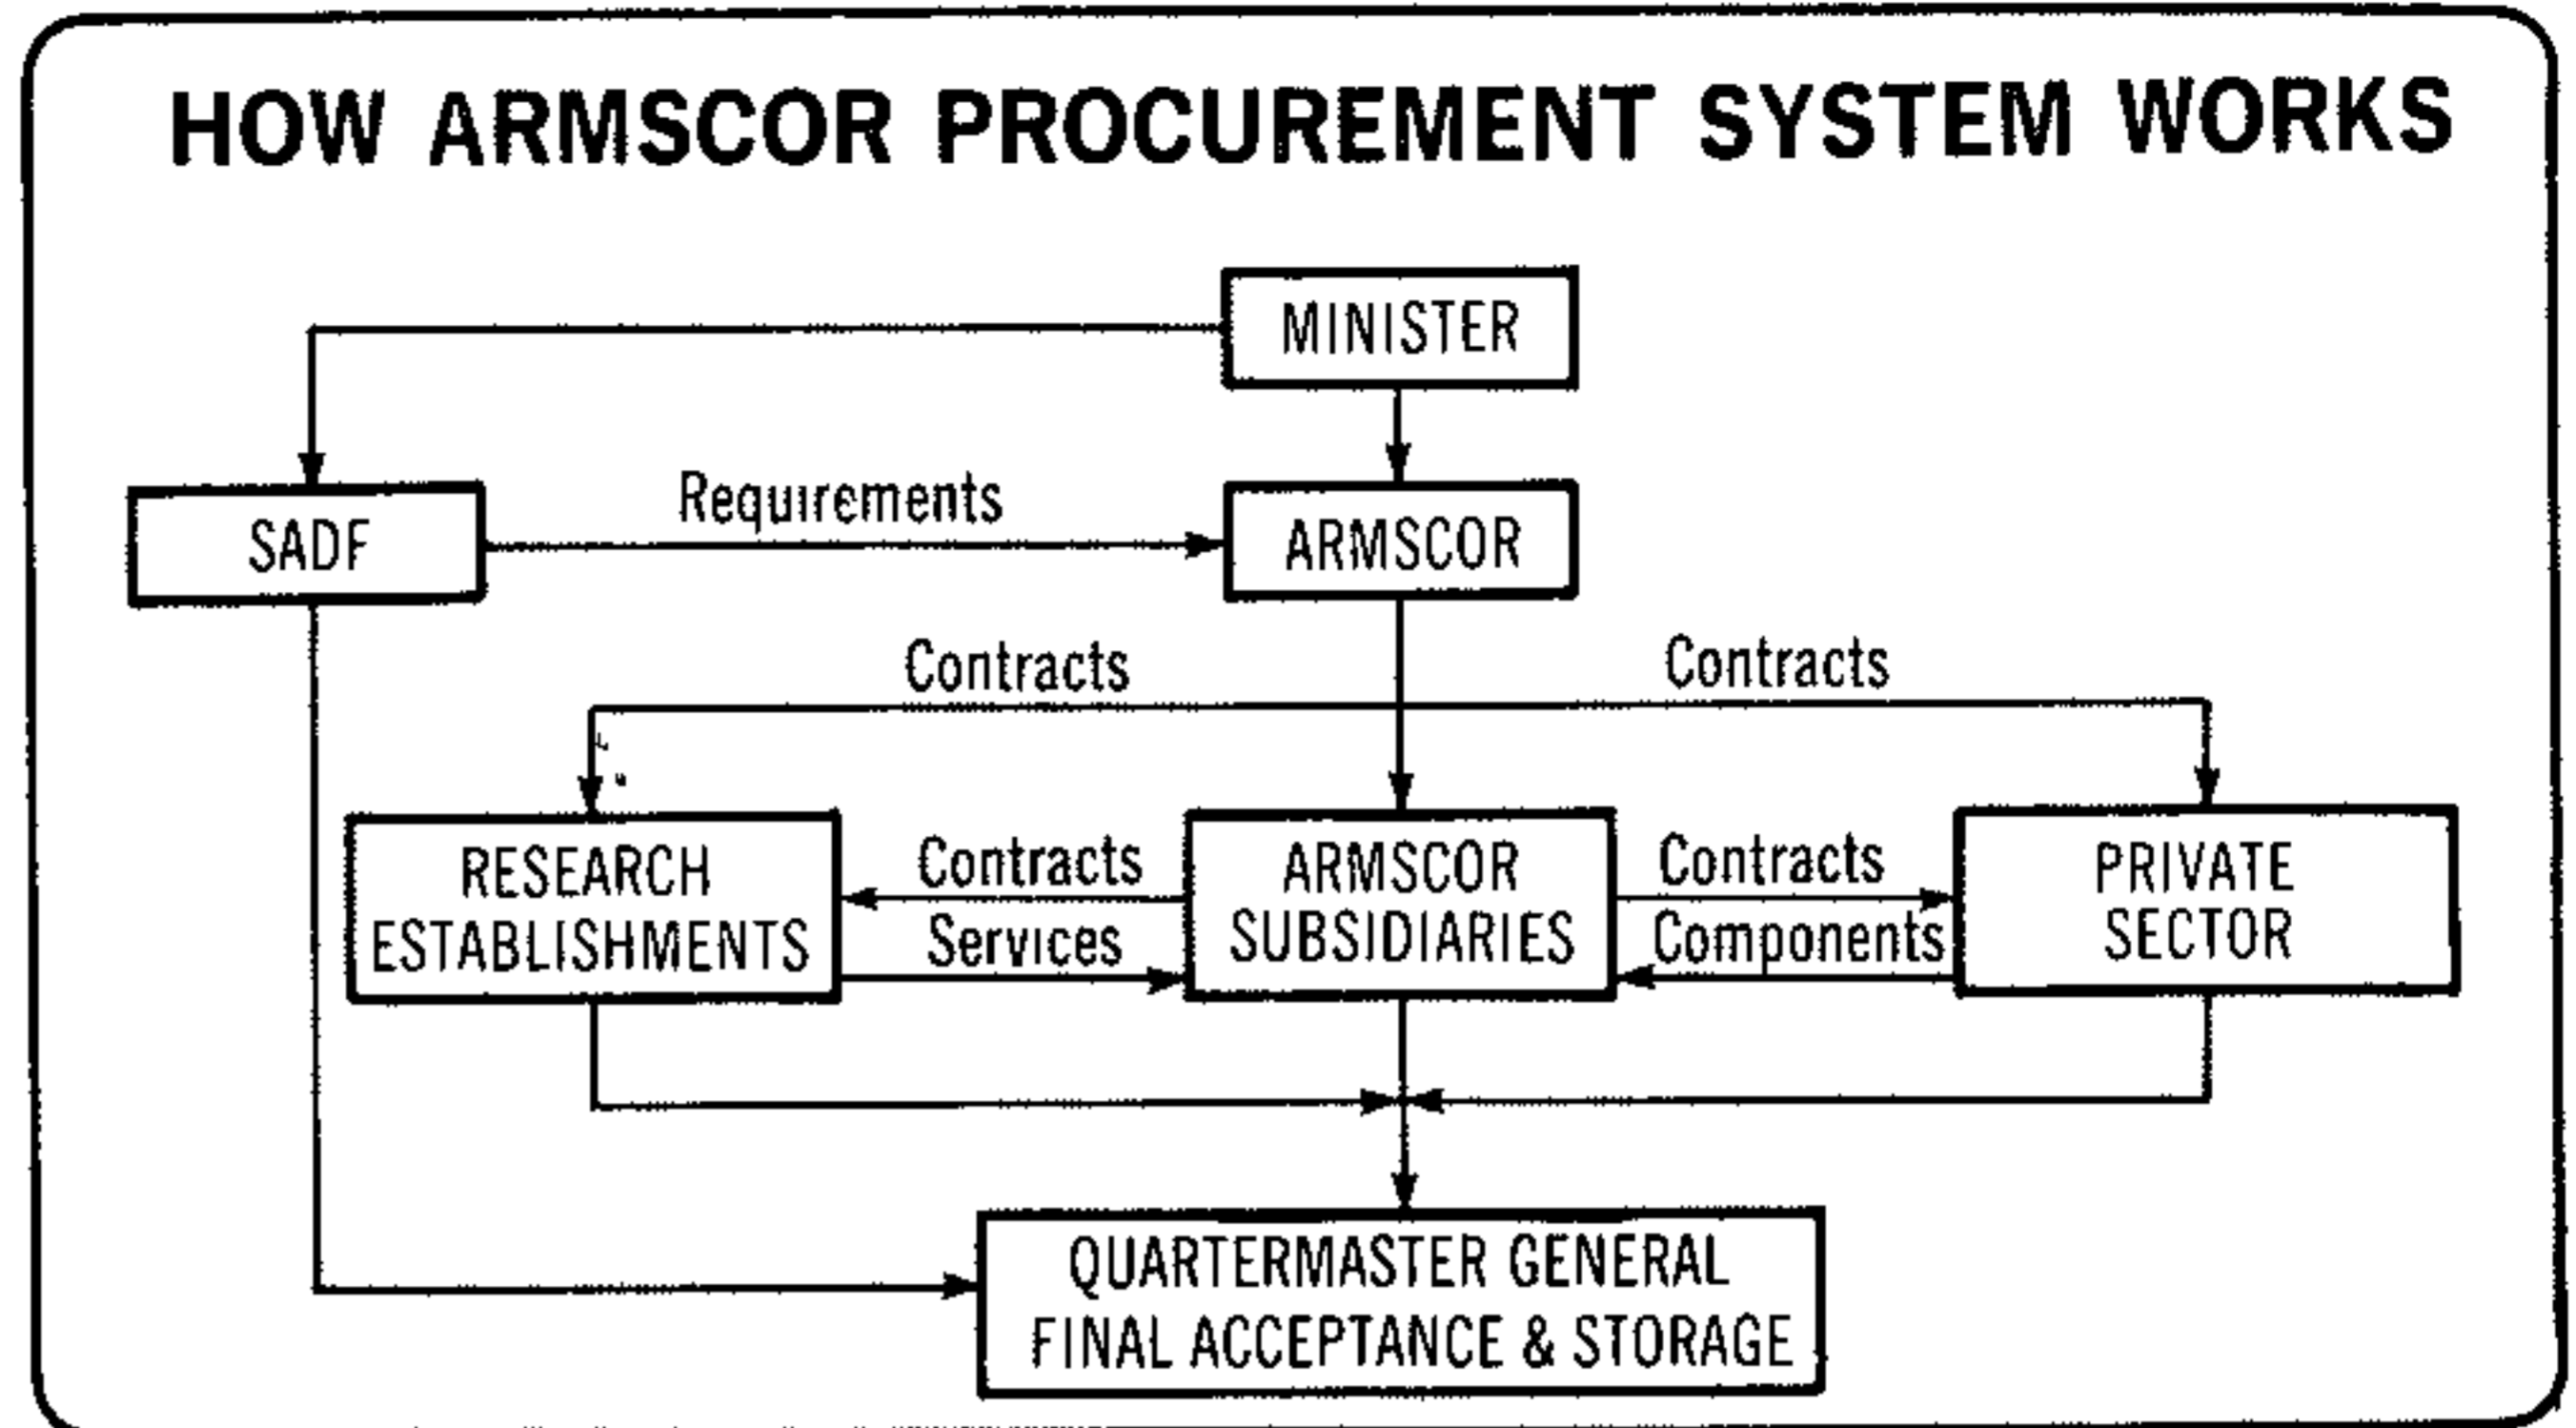 HOW ARMSCOR PROCUREMENT SYSTEM WORKS
MINISTER
SADF
Requirements
ARMSCOR
Contracts
Contracts
RESEARCH
ESTABLISHMENTS
Contracts
Services
ARMSCOR
SUBSIDIARIES
Contracts
Components
PRIVATE
SECTOR
QUARTERMASTER GENERAL
FINAL ACCEPTANCE & STORAGE